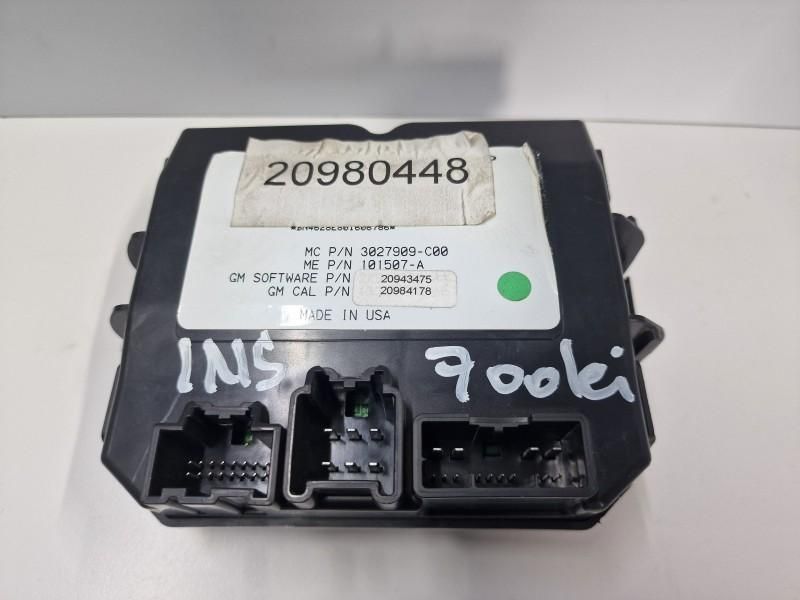 20980448
MC P/N 3027909-C00
ME P/N 101507-A
GM SOFTWARE P/N 20943475
GM CAL P/N 20984178
MADE IN USA
INS 700ki